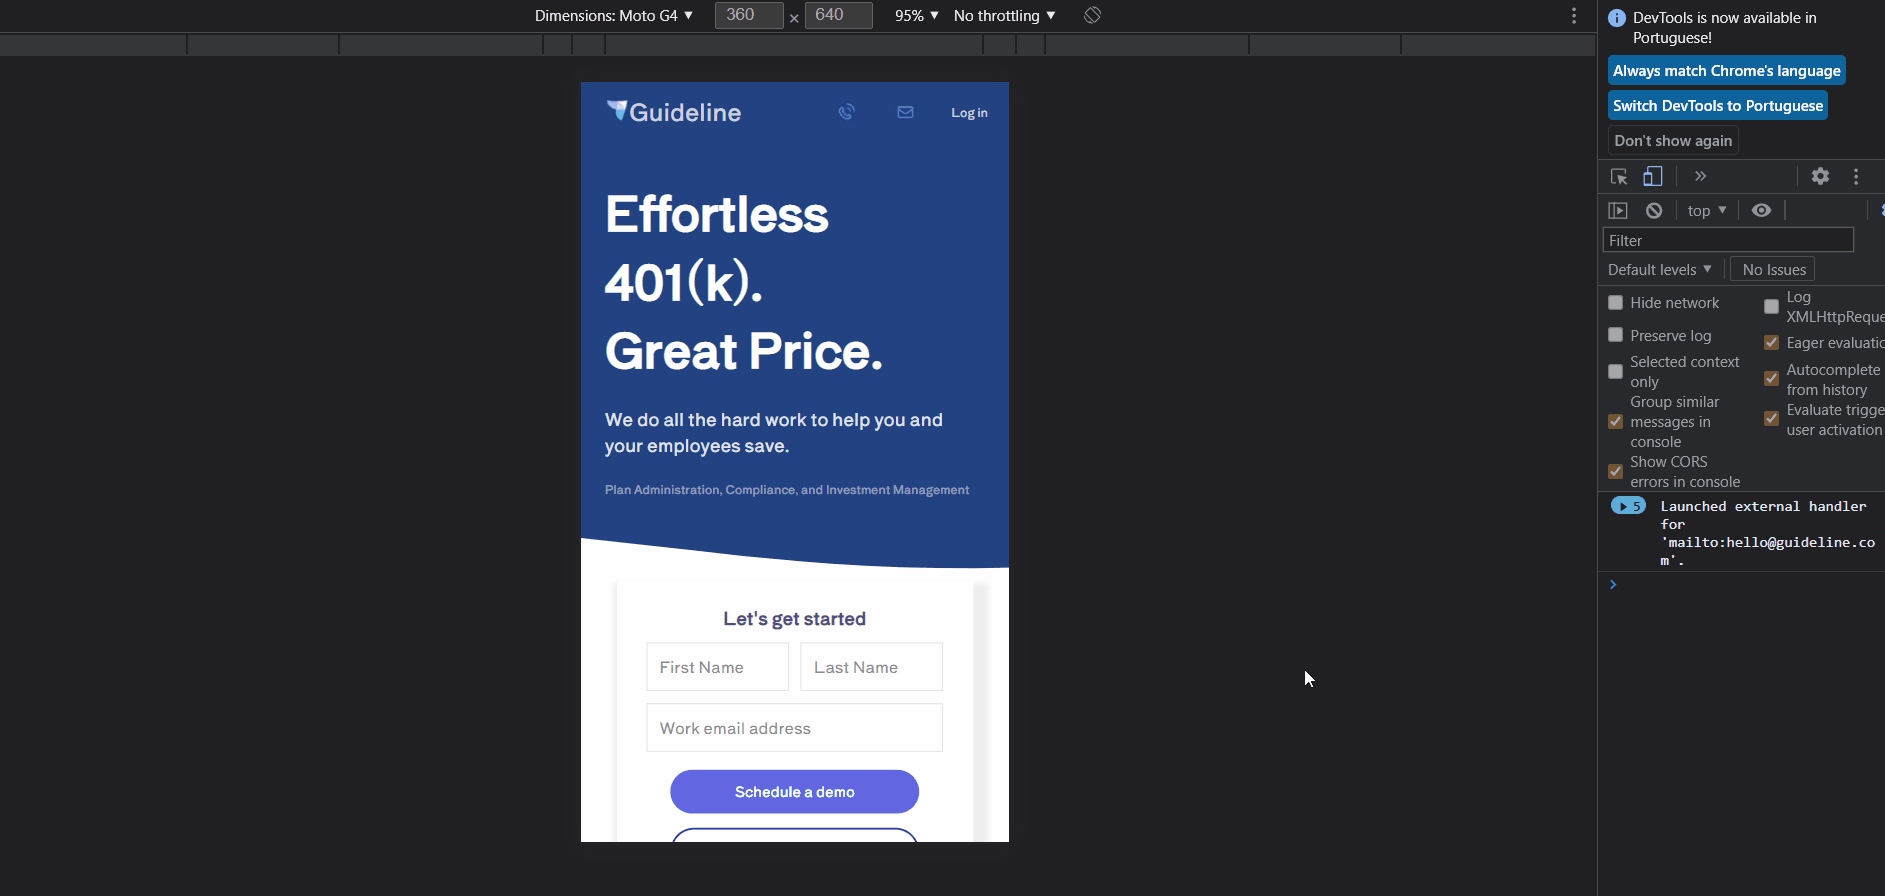 Dimensions: Moto G4 ▼ 360 × 640 95% ▼ No throttling ▼
DevTools is now available in
Portuguese!
Always match Chrome's language
Switch DevTools to Portuguese
Don't show again
top ▼
Filter
Default levels ▼ No Issues
Hide network
Preserve log
Selected context
only
Group similar
messages in
console
Show CORS
errors in console
Log
XMLHttpReque
Eager evaluatio
Autocomplete
from history
Evaluate trigge
user activation
5 Launched external handler
for
'mailto:hello@guideline.co
m'.
Guideline
Log in
Effortless
401(k).
Great Price.
We do all the hard work to help you and
your employees save.
Plan Administration, Compliance, and Investment Management
Let's get started
First Name Last Name
Work email address
Schedule a demo